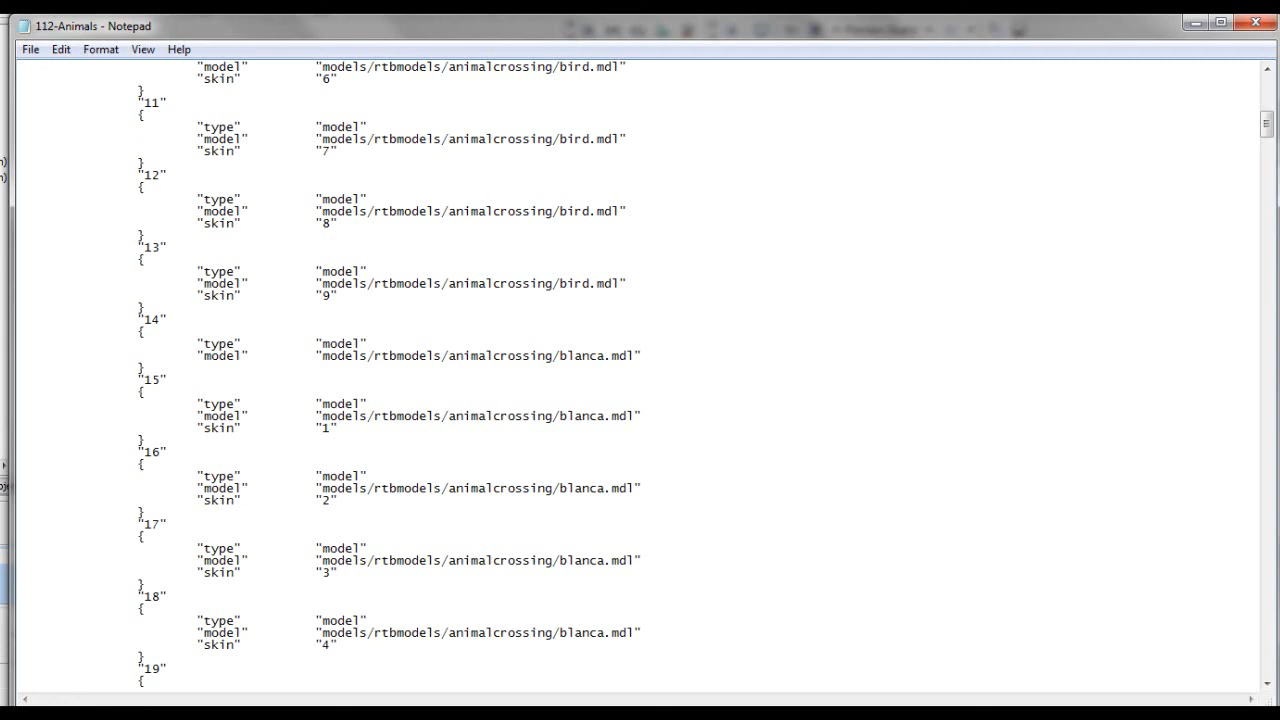 112-Animals - Notepad
File Edit Format View Help
"model" "models/rtbmodels/animalcrossing/bird.mdl"
"skin" "6"
}
"11"
{
"type" "model"
"model" "models/rtbmodels/animalcrossing/bird.mdl"
"skin" "7"
}
"12"
{
"type" "model"
"model" "models/rtbmodels/animalcrossing/bird.mdl"
"skin" "8"
}
"13"
{
"type" "model"
"model" "models/rtbmodels/animalcrossing/bird.mdl"
"skin" "9"
}
"14"
{
"type" "model"
"model" "models/rtbmodels/animalcrossing/blanca.mdl"
}
"15"
{
"type" "model"
"model" "models/rtbmodels/animalcrossing/blanca.mdl"
"skin" "1"
}
"16"
{
"type" "model"
"model" "models/rtbmodels/animalcrossing/blanca.mdl"
"skin" "2"
}
"17"
{
"type" "model"
"model" "models/rtbmodels/animalcrossing/blanca.mdl"
"skin" "3"
}
"18"
{
"type" "model"
"model" "models/rtbmodels/animalcrossing/blanca.mdl"
"skin" "4"
}
"19"
{